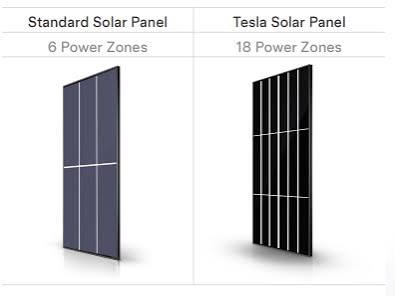 Standard Solar Panel
Tesla Solar Panel
6 Power Zones
18 Power Zones